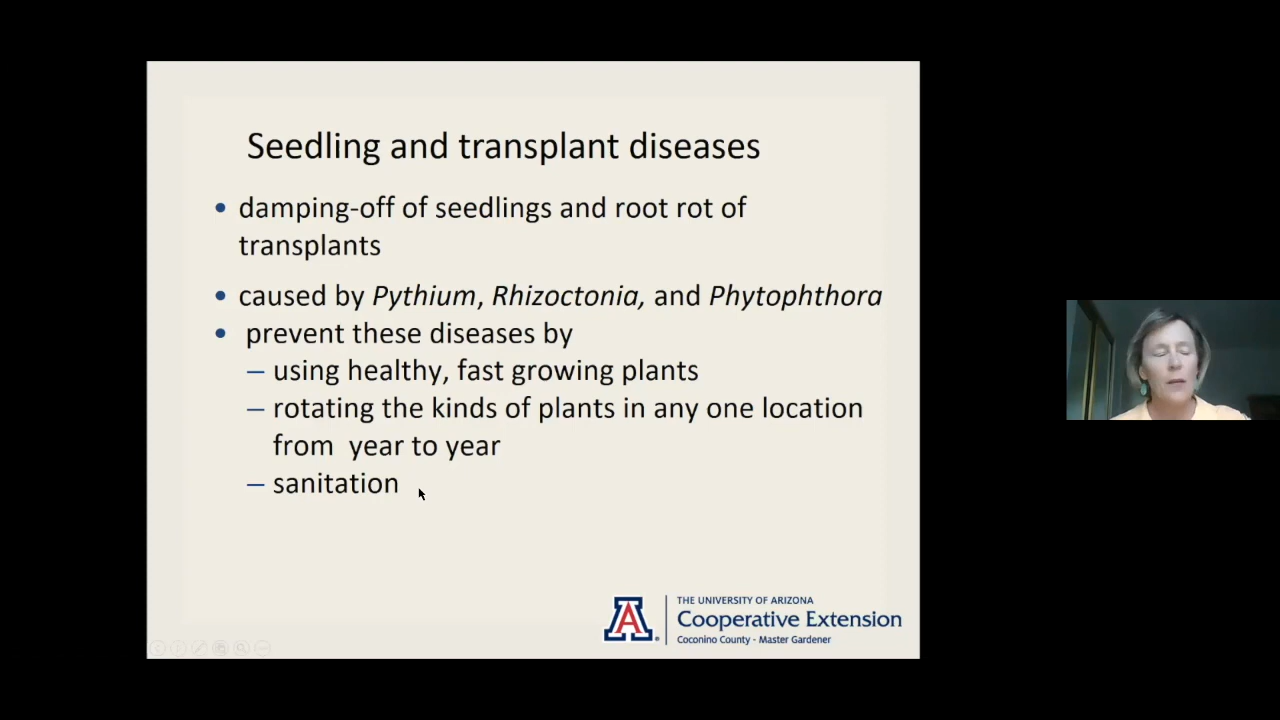 Seedling and transplant diseases
• damping-off of seedlings and root rot of
transplants
• caused by Pythium, Rhizoctonia, and Phytophthora
• prevent these diseases by
– using healthy, fast growing plants
– rotating the kinds of plants in any one location
from year to year
– sanitation
A
THE UNIVERSITY OF ARIZONA
Cooperative Extension
Coconino County - Master Gardener